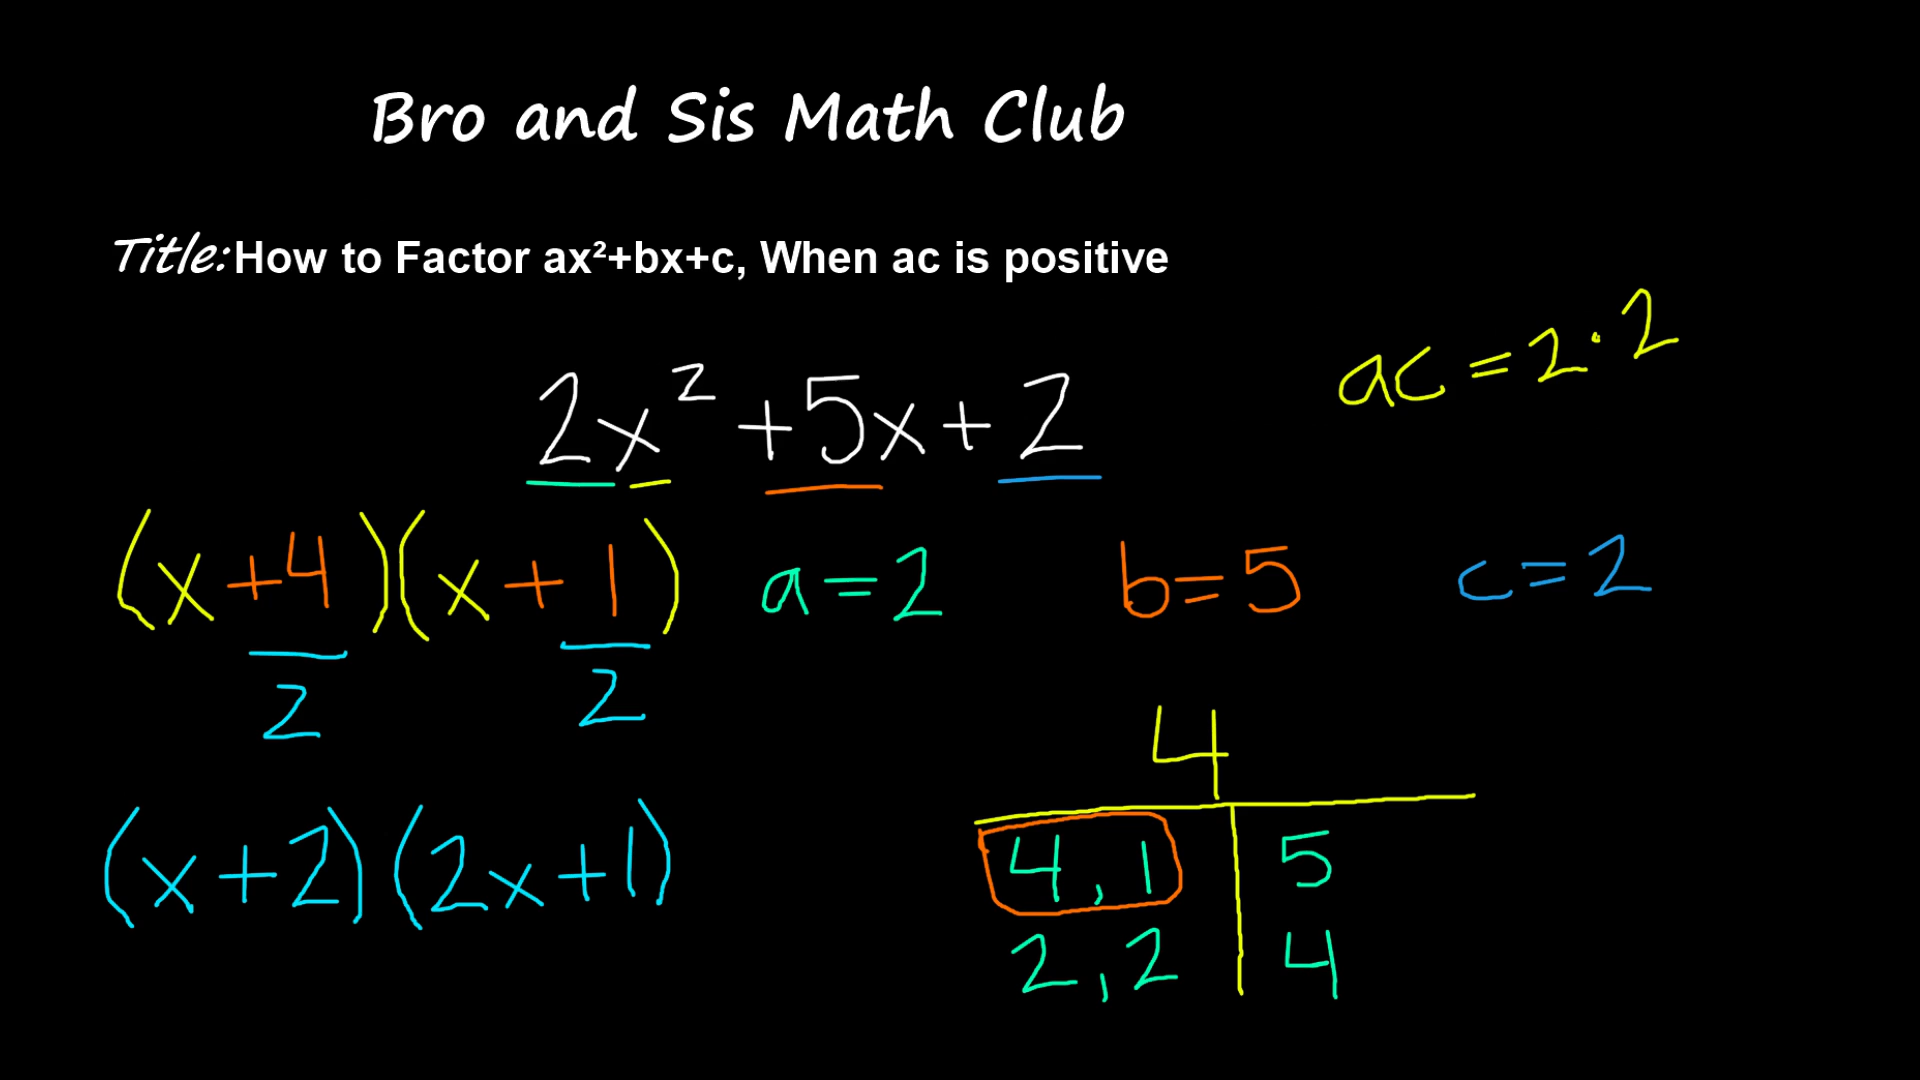 Bro and Sis Math Club
Title: How to Factor ax²+bx+c, When ac is positive
ac = 2·2
2x² +5x+2
(x+4)(x+1)
2 2
a=2 b=5 c=2
(x+2)(2x+1)
4
4,1 5
2,2 4